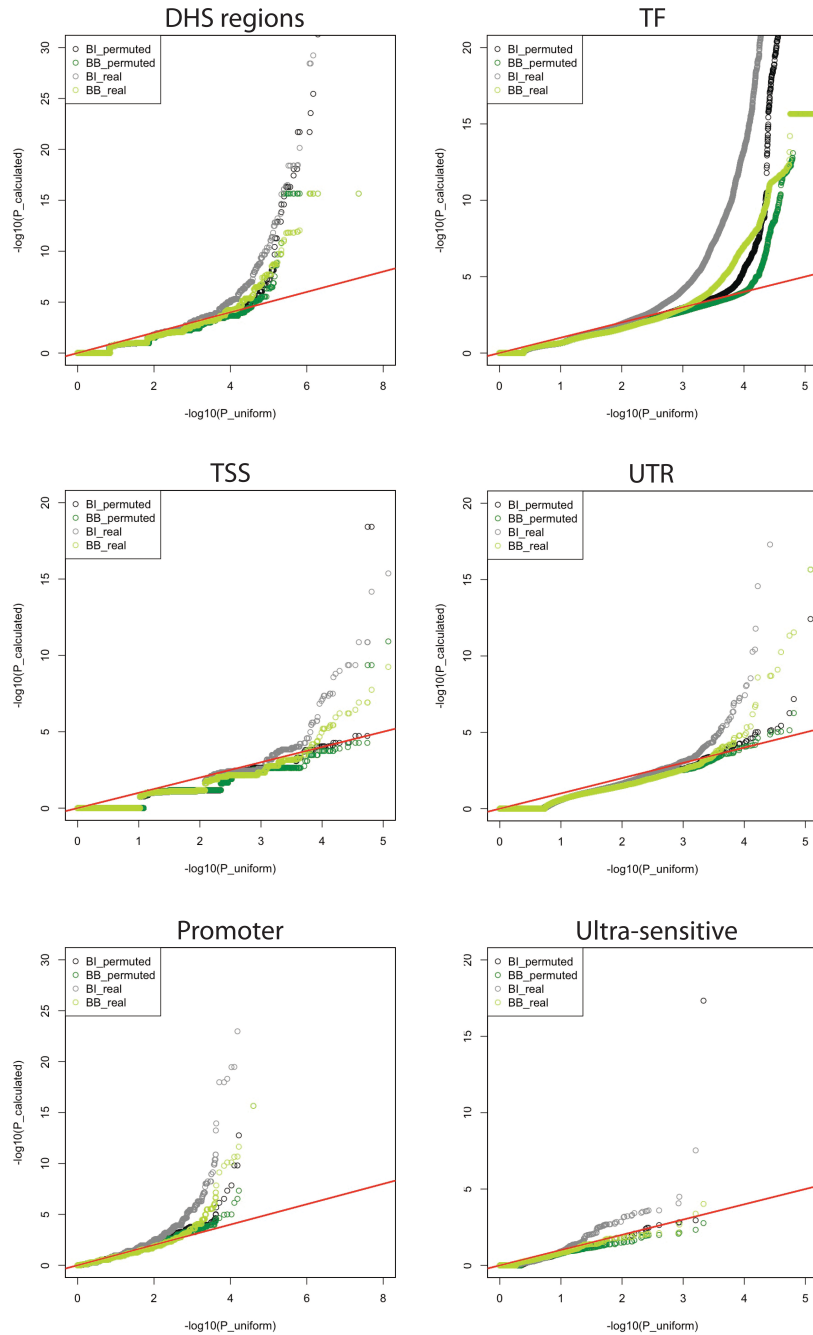 DHS regions
BI_permuted
BB_permuted
BI_real
BB_real
-log10(P_calculated)
0 5 10 15 20 25 30
0 2 4 6 8
-log10(P_uniform)
TF
BI_permuted
BB_permuted
BI_real
BB_real
-log10(P_calculated)
0 5 10 15 20
0 1 2 3 4 5
-log10(P_uniform)
TSS
BI_permuted
BB_permuted
BI_real
BB_real
-log10(P_calculated)
0 5 10 15 20
0 1 2 3 4 5
-log10(P_uniform)
UTR
BI_permuted
BB_permuted
BI_real
BB_real
-log10(P_calculated)
0 5 10 15 20
0 1 2 3 4 5
-log10(P_uniform)
Promoter
BI_permuted
BB_permuted
BI_real
BB_real
-log10(P_calculated)
0 5 10 15 20 25 30
0 2 4 6 8
-log10(P_uniform)
Ultra-sensitive
BI_permuted
BB_permuted
BI_real
BB_real
-log10(P_calculated)
0 5 10 15 20
0 1 2 3 4 5
-log10(P_uniform)